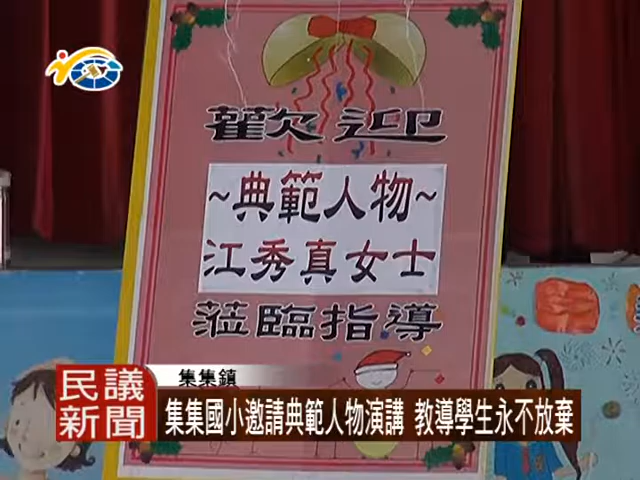 歡迎
~典範人物~
江秀真女士
蒞臨指導
民議
新聞
集集鎮
集集國小邀請典範人物演講 教導學生永不放棄